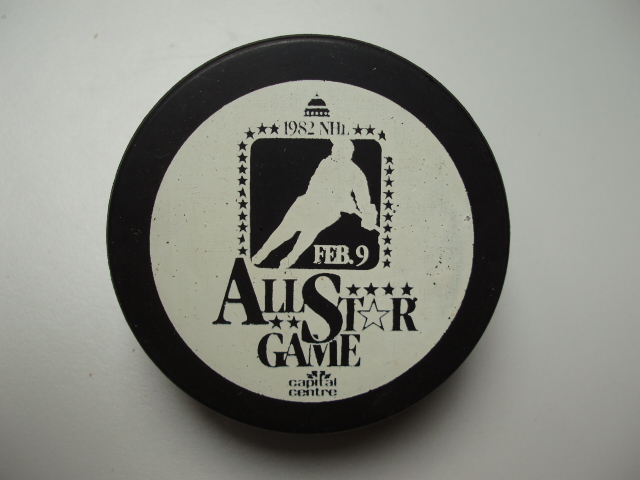 1982 NHL
FEB. 9
ALL STAR
GAME
capital
centre